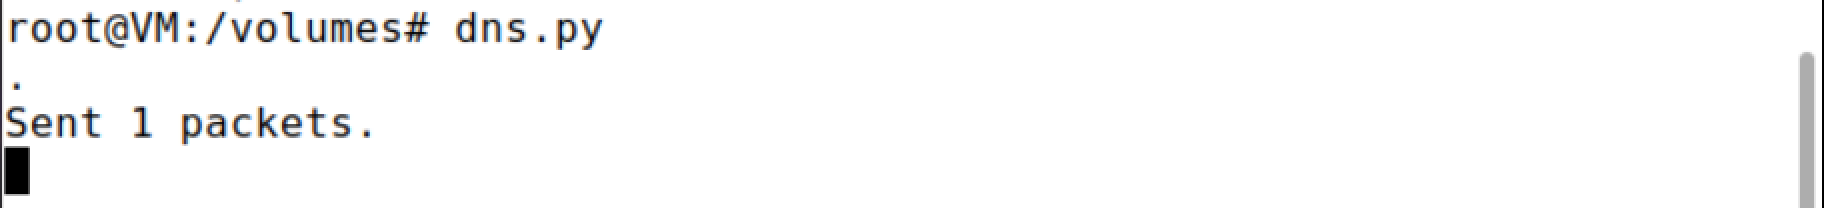 root@VM:/volumes# dns.py
.
Sent 1 packets.